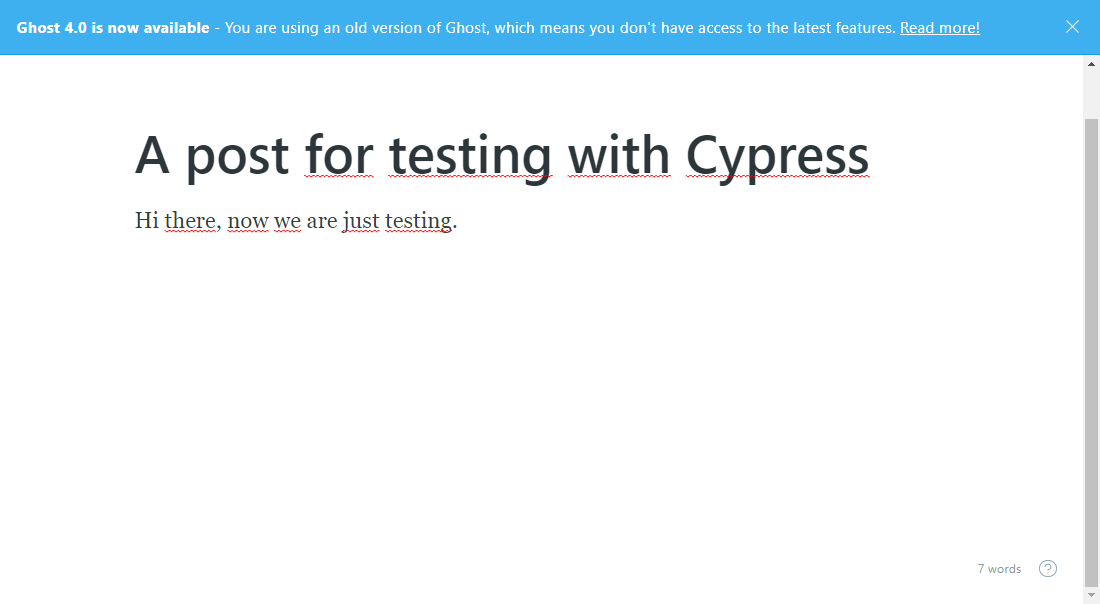 Ghost 4.0 is now available - You are using an old version of Ghost, which means you don't have access to the latest features. Read more!
A post for testing with Cypress
Hi there, now we are just testing.
7 words
?